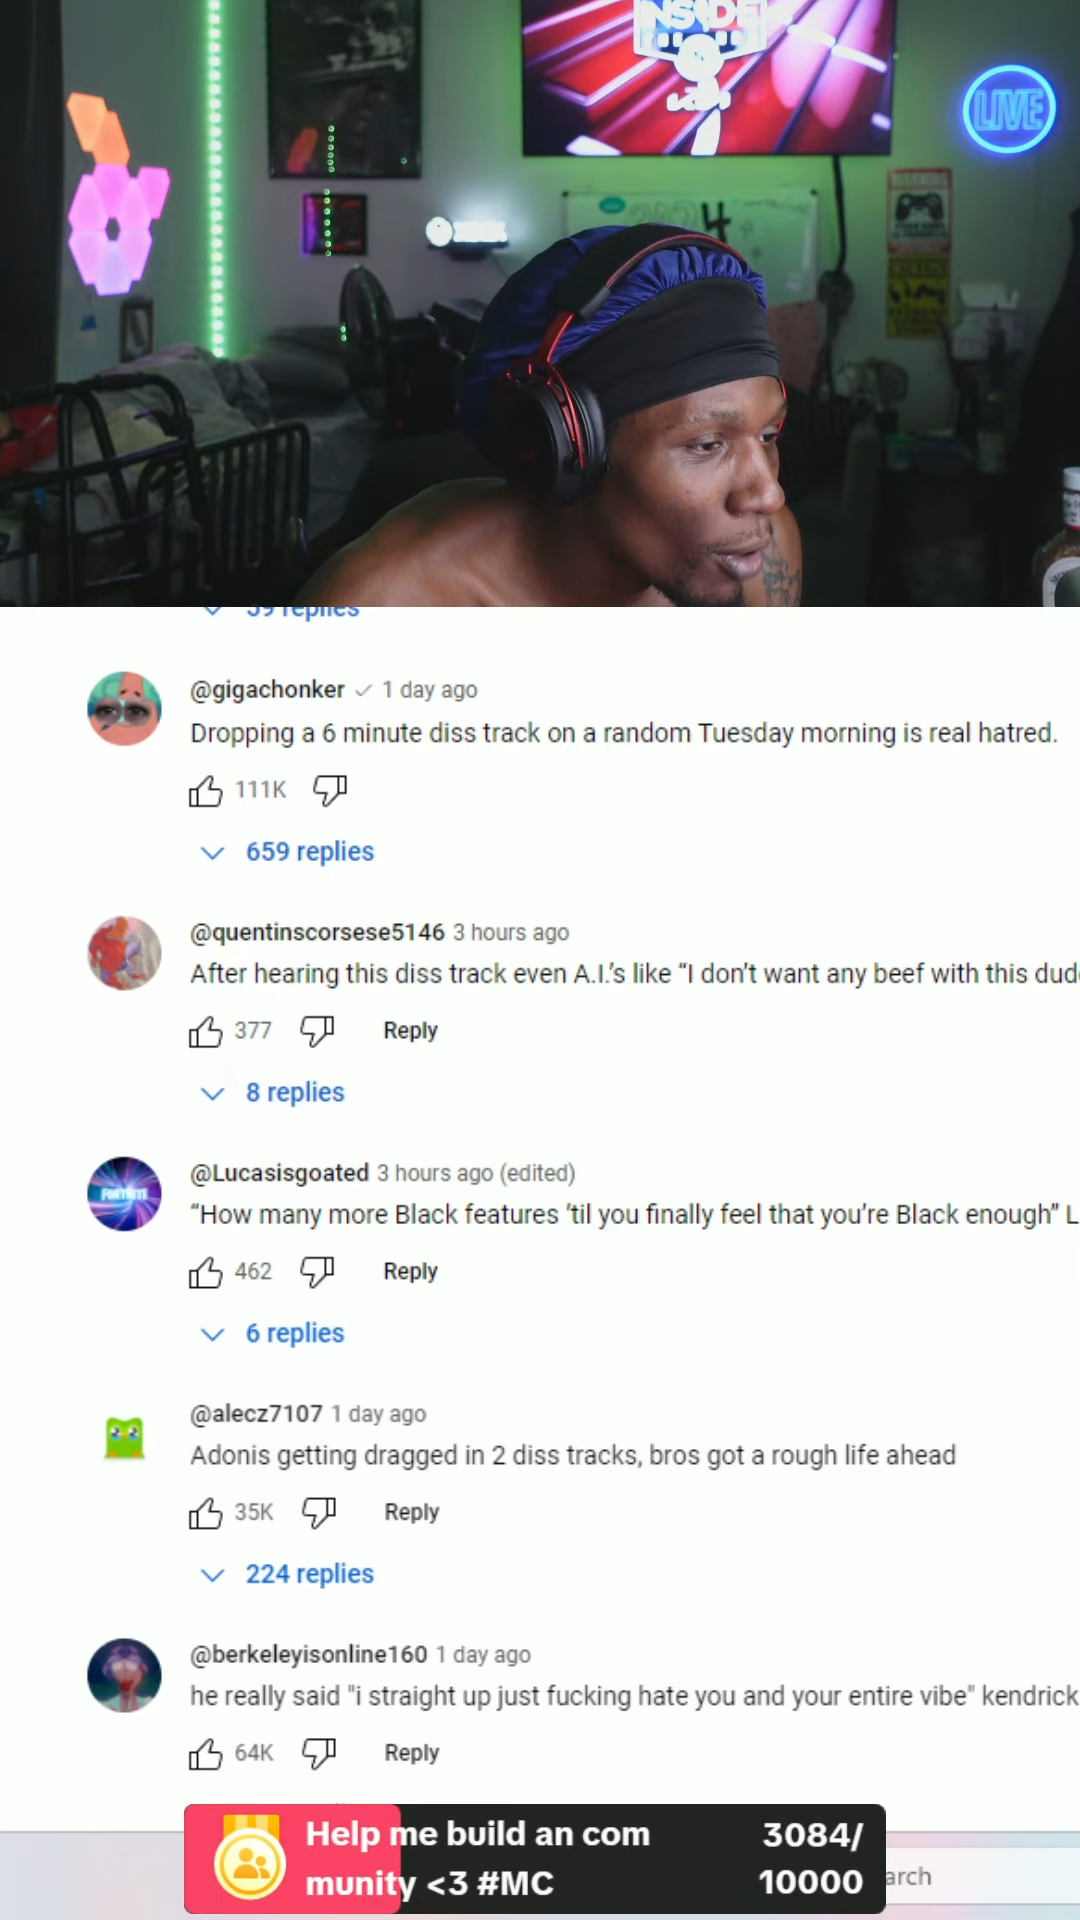 INSIDE
LIVE
WARNING
59 replies
@gigachonker 1 day ago
Dropping a 6 minute diss track on a random Tuesday morning is real hatred.
111K
659 replies
@quentinscorsese5146 3 hours ago
After hearing this diss track even A.I.'s like “I don’t want any beef with this dud
377 Reply
8 replies
FORTNITE
@Lucasisgoated 3 hours ago (edited)
“How many more Black features ’til you finally feel that you’re Black enough” L
462 Reply
6 replies
@alecz7107 1 day ago
Adonis getting dragged in 2 diss tracks, bros got a rough life ahead
35K Reply
224 replies
@berkeleyisonline160 1 day ago
he really said "i straight up just fucking hate you and your entire vibe" kendrick
64K Reply
Help me build an com
munity <3 #MC
3084/
10000
arch